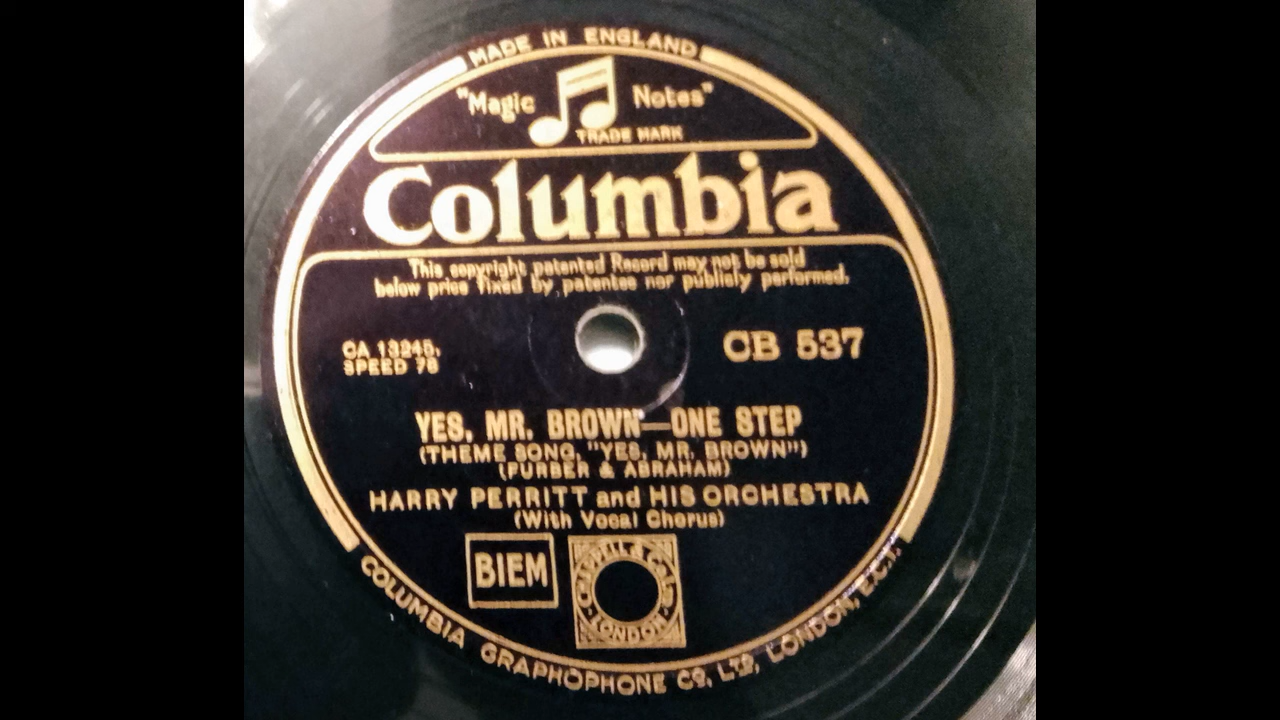 MADE IN ENGLAND
"Magic Notes"
TRADE MARK
Columbia
This copyright patented Record may not be sold
below price fixed by patentee nor publicly performed.
CA 13245.
SPEED 78
CB 537
YES, MR. BROWN—ONE STEP
(THEME SONG, "YES, MR. BROWN")
(FURBER & ABRAHAM)
HARRY PERRITT and HIS ORCHESTRA
(With Vocal Chorus)
BIEM
CHAPPELL & Co LTD
LONDON
COLUMBIA GRAPHOPHONE Co, LTD, LONDON, E.C.1.